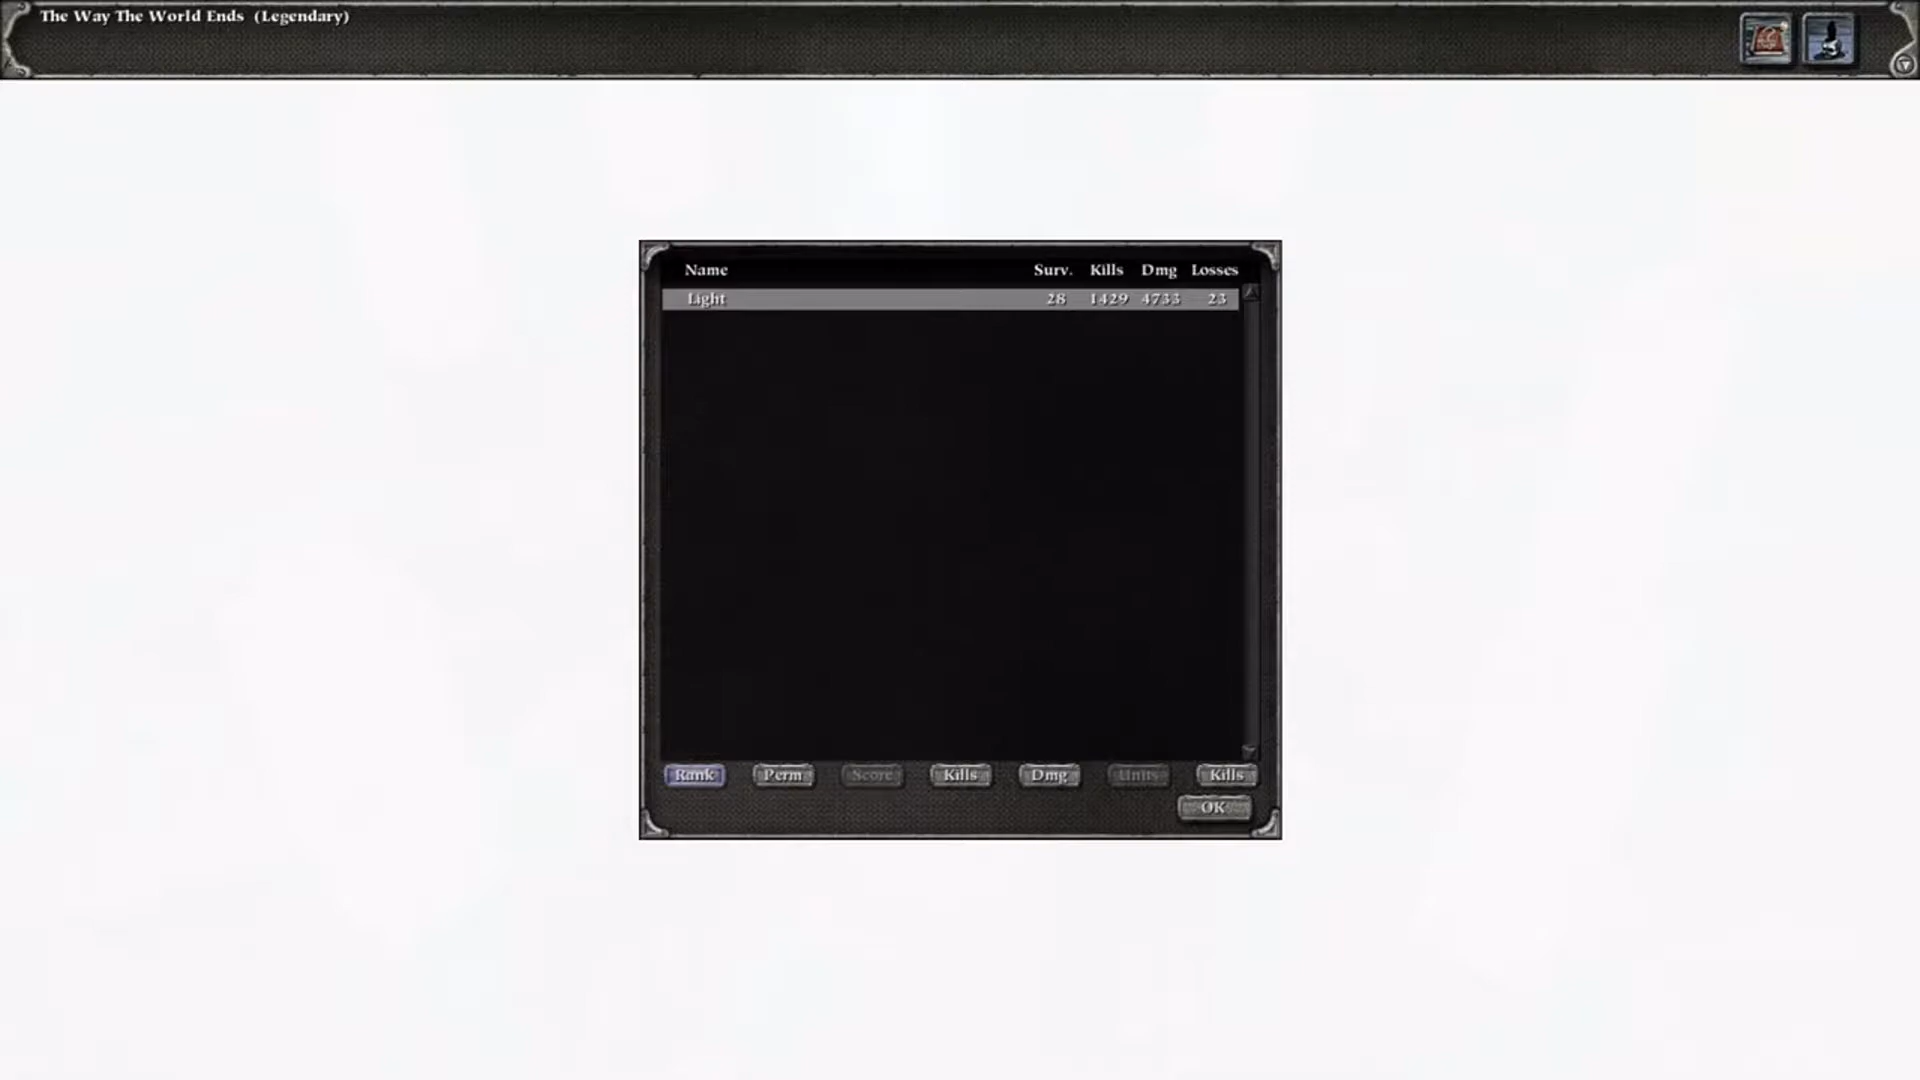 The Way The World Ends (Legendary)
Name Surv. Kills Dmg Losses
Light 28 1429 4733 23
Rank Perm Score Kills Dmg Units Kills
OK